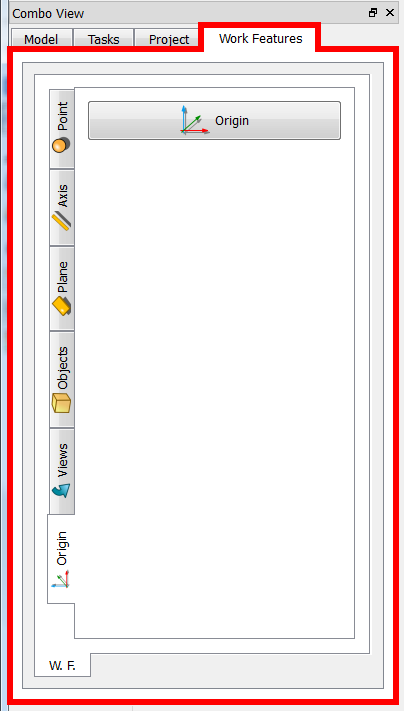 Combo View
Model Tasks Project Work Features
Origin
Point
Axis
Plane
Objects
Views
Origin
W. F.